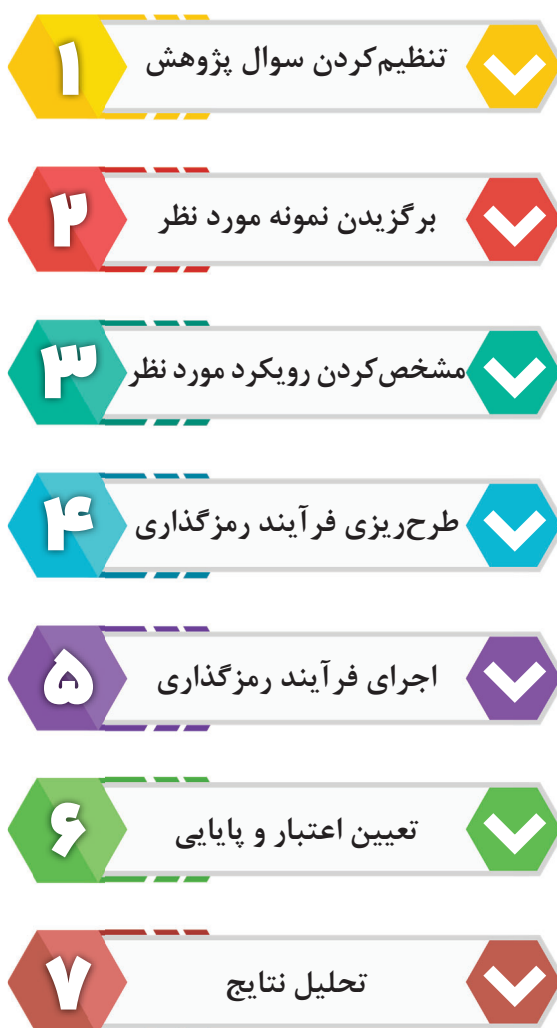 ۱ تنظیم‌کردن سوال پژوهش
۲ برگزیدن نمونه مورد نظر
۳ مشخص‌کردن رویکرد مورد نظر
۴ طرح‌ریزی فرآیند رمزگذاری
۵ اجرای فرآیند رمزگذاری
۶ تعیین اعتبار و پایایی
۷ تحلیل نتایج